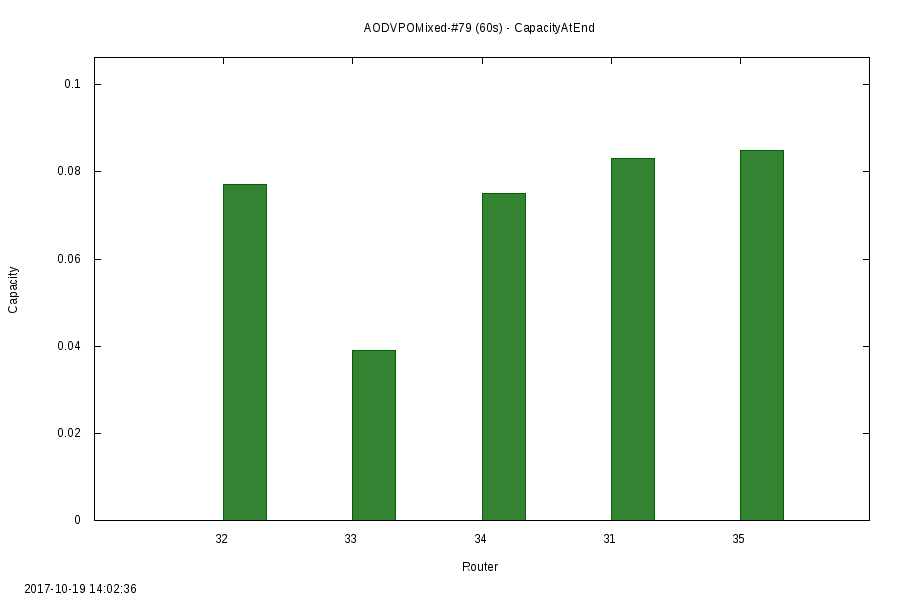 AODVPOMixed-#79 (60s) - CapacityAtEnd
0.1
0.08
0.06
0.04
0.02
0
Capacity
32 33 34 31 35
Router
2017-10-19 14:02:36